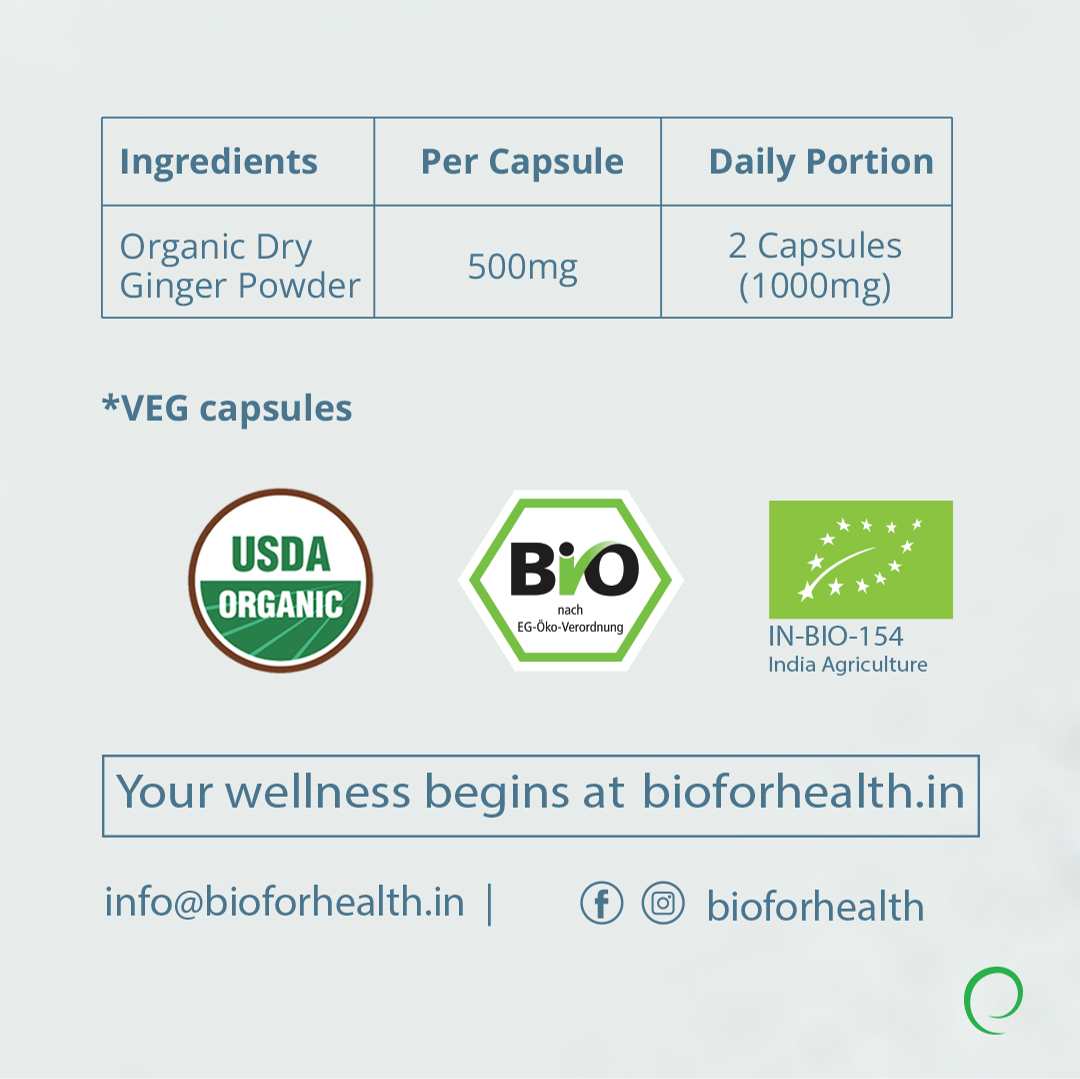 Ingredients Per Capsule Daily Portion
Organic Dry
Ginger Powder
500mg
2 Capsules
(1000mg)
*VEG capsules
USDA
ORGANIC
BiO
nach
EG-Öko-Verordnung
IN-BIO-154
India Agriculture
Your wellness begins at bioforhealth.in
info@bioforhealth.in |
bioforhealth